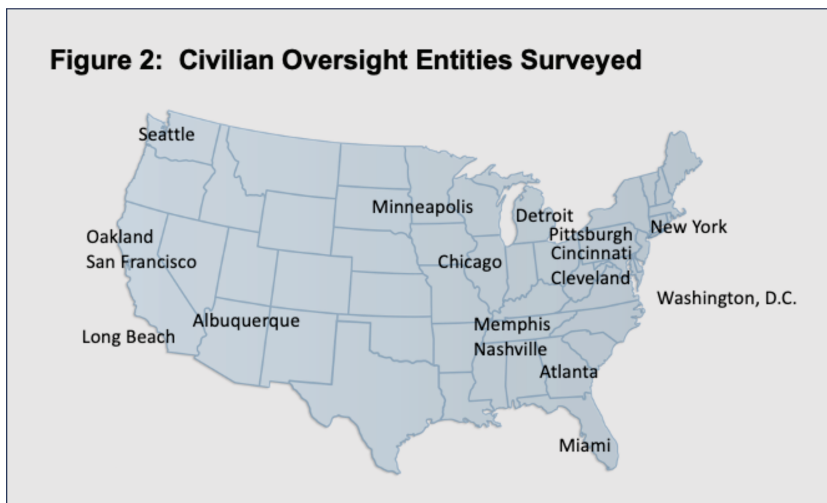 Figure 2: Civilian Oversight Entities Surveyed
Seattle
Minneapolis
Detroit
New York
Pittsburgh
Oakland
Cincinnati
San Francisco
Chicago
Cleveland
Washington, D.C.
Albuquerque
Memphis
Long Beach
Nashville
Atlanta
Miami